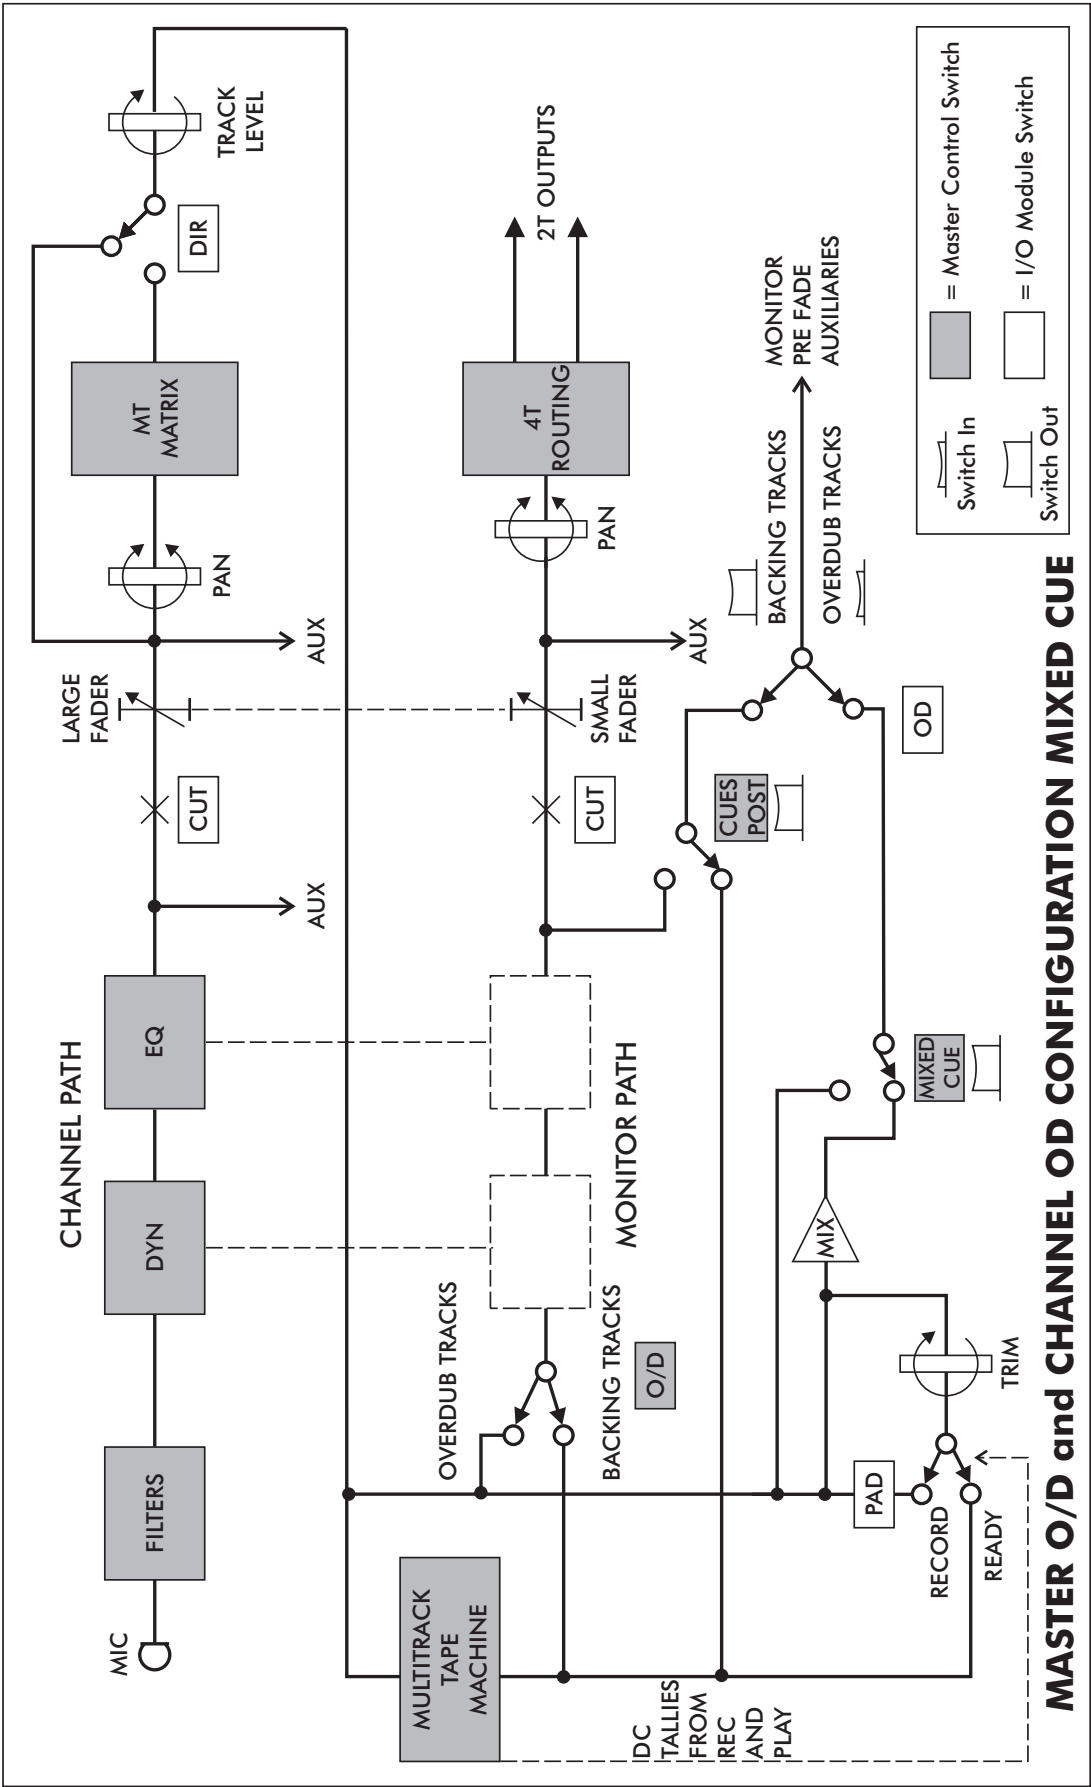 CHANNEL PATH
MIC
FILTERS
DYN
EQ
AUX
CUT
LARGE
FADER
AUX
PAN
MT
MATRIX
DIR
TRACK
LEVEL
MULTITRACK
TAPE
MACHINE
OVERDUB TRACKS
BACKING TRACKS
O/D
MONITOR PATH
CUT
SMALL
FADER
AUX
PAN
4T
ROUTING
2T OUTPUTS
DC
TALLIES
FROM
REC
AND
PLAY
CUES
POST
BACKING TRACKS
OVERDUB TRACKS
MONITOR
PRE FADE
AUXILIARIES
PAD
RECORD
READY
TRIM
MIX
MIXED
CUE
OD
Switch In
Switch Out
= Master Control Switch
= I/O Module Switch
MASTER O/D and CHANNEL OD CONFIGURATION MIXED CUE